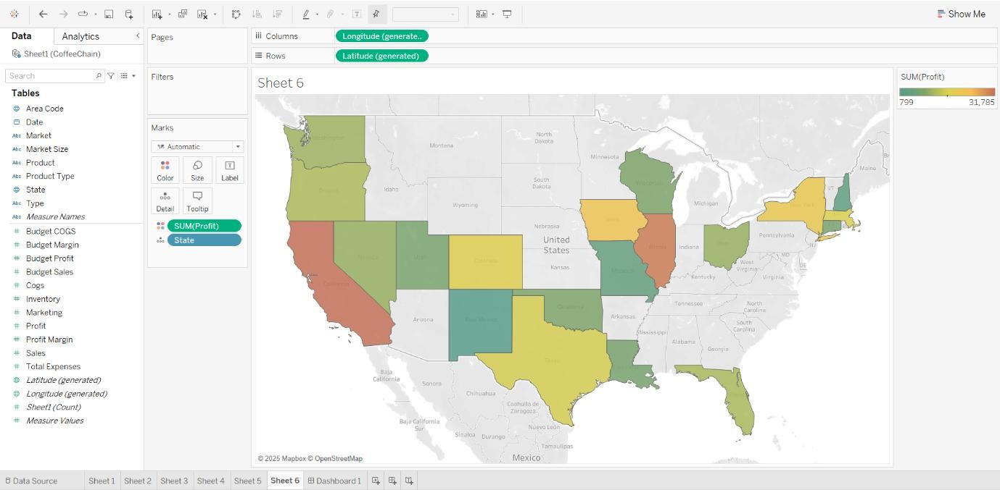 Show Me
Data
Analytics
Sheet1 (CoffeeChain)
Search
Tables
Area Code
Date
Abc Market
Abc Market Size
Abc Product
Abc Product Type
State
Abc Type
Abc Measure Names
# Budget COGS
# Budget Margin
# Budget Profit
# Budget Sales
# Cogs
# Inventory
# Marketing
# Profit
# Profit Margin
# Sales
# Total Expenses
Latitude (generated)
Longitude (generated)
# Sheet1 (Count)
# Measure Values
Pages
Filters
Marks
Automatic
Color
Size
T
Label
Detail
Tooltip
SUM(Profit)
State
Columns
Longitude (generate..
Rows
Latitude (generated)
Sheet 6
Washington
Montana
North
Dakota
Minnesota
Maine
Oregon
Idaho
South
Dakota
Wisconsin
VT
Wyoming
Michigan
New York
Iowa
Nebraska
Pennsylvania
RI
Nevada
Utah
Colorado
United
States
Illinois
Indiana
Ohio
NJ
MD
DE
Kansas
Missouri
West
Virginia
Virginia
Kentucky
California
Arizona
New Mexico
Oklahoma
Arkansas
Tennessee
North
Carolina
South
Carolina
Mississippi
Alabama
Georgia
Texas
Louisiana
Baja
California
Sonora
Chihuahua
Coahuila de
Zaragoza
Baja California
Sur
Nuevo León
Sinaloa
Durango
Tamaulipas
Mexico
© 2025 Mapbox © OpenStreetMap
SUM(Profit)
799
31,785
Data Source
Sheet 1
Sheet 2
Sheet 3
Sheet 4
Sheet 5
Sheet 6
Dashboard 1